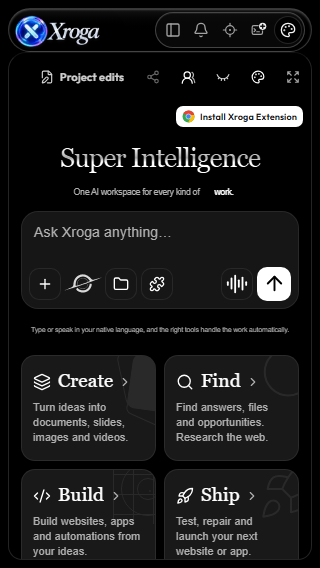 Xroga
Project edits
Install Xroga Extension
Super Intelligence
One AI workspace for every kind of work.
Ask Xroga anything...
Type or speak in your native language, and the right tools handle the work automatically.
Create
Turn ideas into
documents, slides,
images and videos.
Find
Find answers, files
and opportunities.
Research the web.
Build
Build websites, apps
and automations from
your ideas.
Ship
Test, repair and
launch your next
website or app.